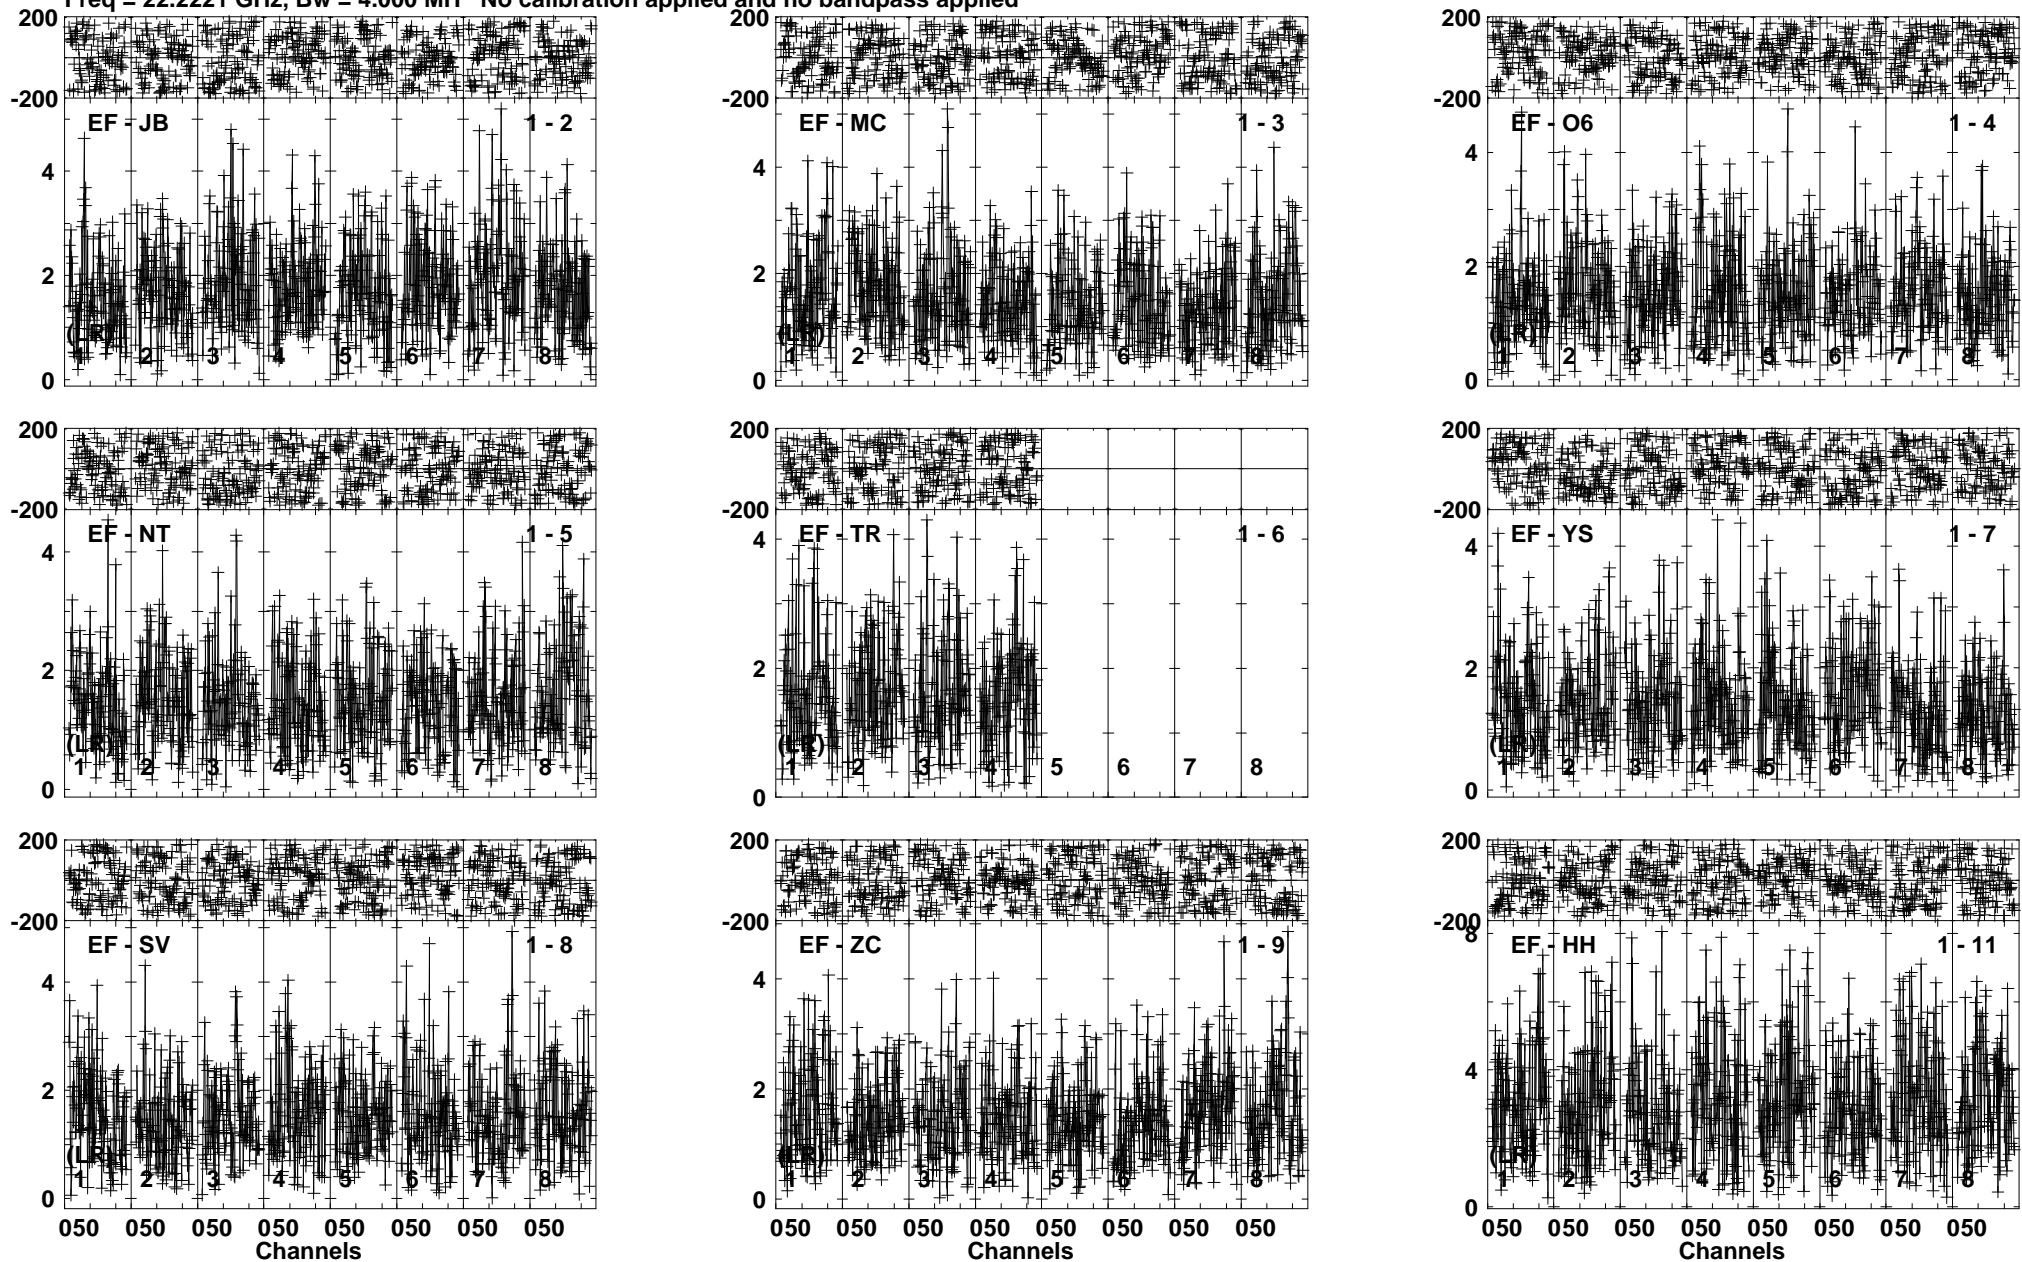 Freq = 22.2221 GHz, Bw = 4.000 MH No calibration applied and no bandpass applied
200 200 200
-200 -200 -200
EF - JB 1 - 2 EF - MC 1 - 3 EF - O6 1 - 4
4 4 4
2 2 2
(LR) (LR) (LR)
1 2 3 4 5 6 7 8 1 2 3 4 5 6 7 8 1 2 3 4 5 6 7 8
0 0 0
200 200 200
-200 -200 -200
EF - NT 1 - 5 EF - TR 1 - 6 EF - YS 1 - 7
4 4 4
2 2 2
(LR) (LR) (LR)
1 2 3 4 5 6 7 8 1 2 3 4 5 6 7 8 1 2 3 4 5 6 7 8
0 0 0
200 200 200
-200 -200 -200
8
EF - SV 1 - 8 EF - ZC 1 - 9 EF - HH 1 - 11
4 4 4
2 2
(LR) (LR) (LR)
1 2 3 4 5 6 7 8 1 2 3 4 5 6 7 8 1 2 3 4 5 6 7 8
0 0 0
050 050 050 050 050 050 050 050 050 050 050 050 050 050 050 050 050 050 050 050 050 050 050 050
Channels Channels Channels